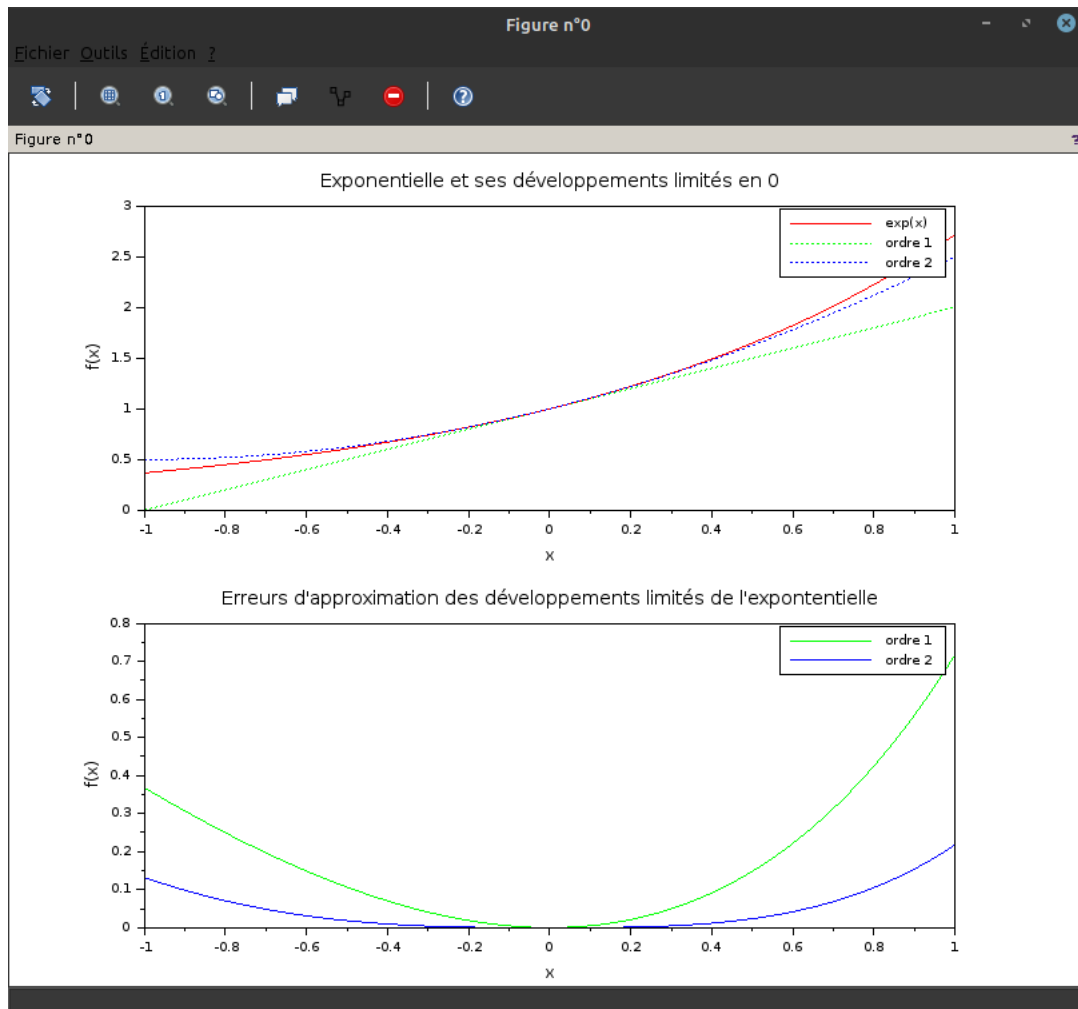 Figure n°0
Fichier Outils Édition ?
Figure n°0
?
Exponentielle et ses développements limités en 0
exp(x)
ordre 1
ordre 2
f(x)
3
2.5
2
1.5
1
0.5
0
-1 -0.8 -0.6 -0.4 -0.2 0 0.2 0.4 0.6 0.8 1
x
Erreurs d'approximation des développements limités de l'expontentielle
ordre 1
ordre 2
f(x)
0.8
0.7
0.6
0.5
0.4
0.3
0.2
0.1
0
-1 -0.8 -0.6 -0.4 -0.2 0 0.2 0.4 0.6 0.8 1
x